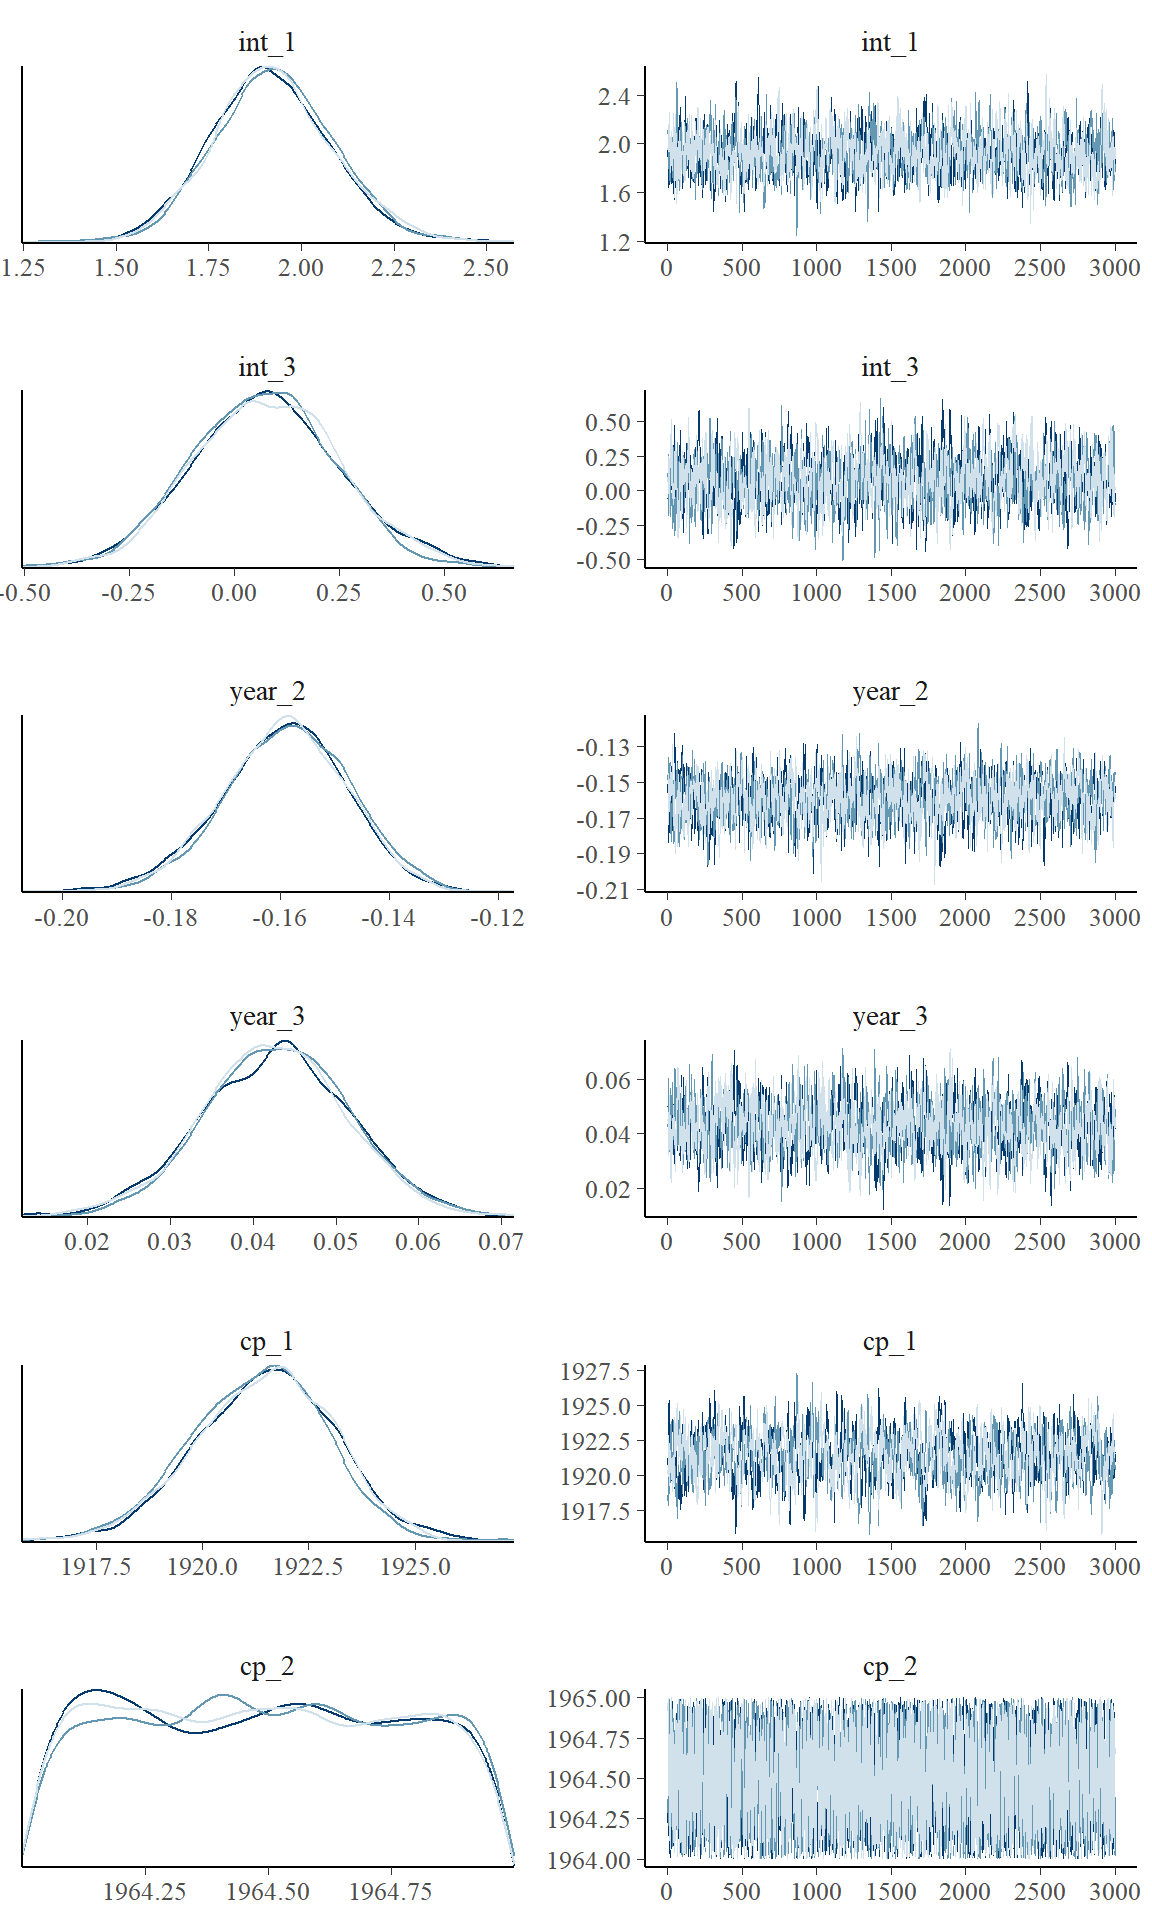 int_1 int_1
2.4
2.0
1.6
1.2
1.25 1.50 1.75 2.00 2.25 2.50 0 500 1000 1500 2000 2500 3000
int_3 int_3
0.50
0.25
0.00
-0.25
-0.50
-0.50 -0.25 0.00 0.25 0.50 0 500 1000 1500 2000 2500 3000
year_2 year_2
-0.13
-0.15
-0.17
-0.19
-0.21
-0.20 -0.18 -0.16 -0.14 -0.12 0 500 1000 1500 2000 2500 3000
year_3 year_3
0.06
0.04
0.02
0.02 0.03 0.04 0.05 0.06 0.07 0 500 1000 1500 2000 2500 3000
cp_1 cp_1
1927.5
1925.0
1922.5
1920.0
1917.5
1917.5 1920.0 1922.5 1925.0 0 500 1000 1500 2000 2500 3000
cp_2 cp_2
1965.00
1964.75
1964.50
1964.25
1964.00
1964.25 1964.50 1964.75 0 500 1000 1500 2000 2500 3000